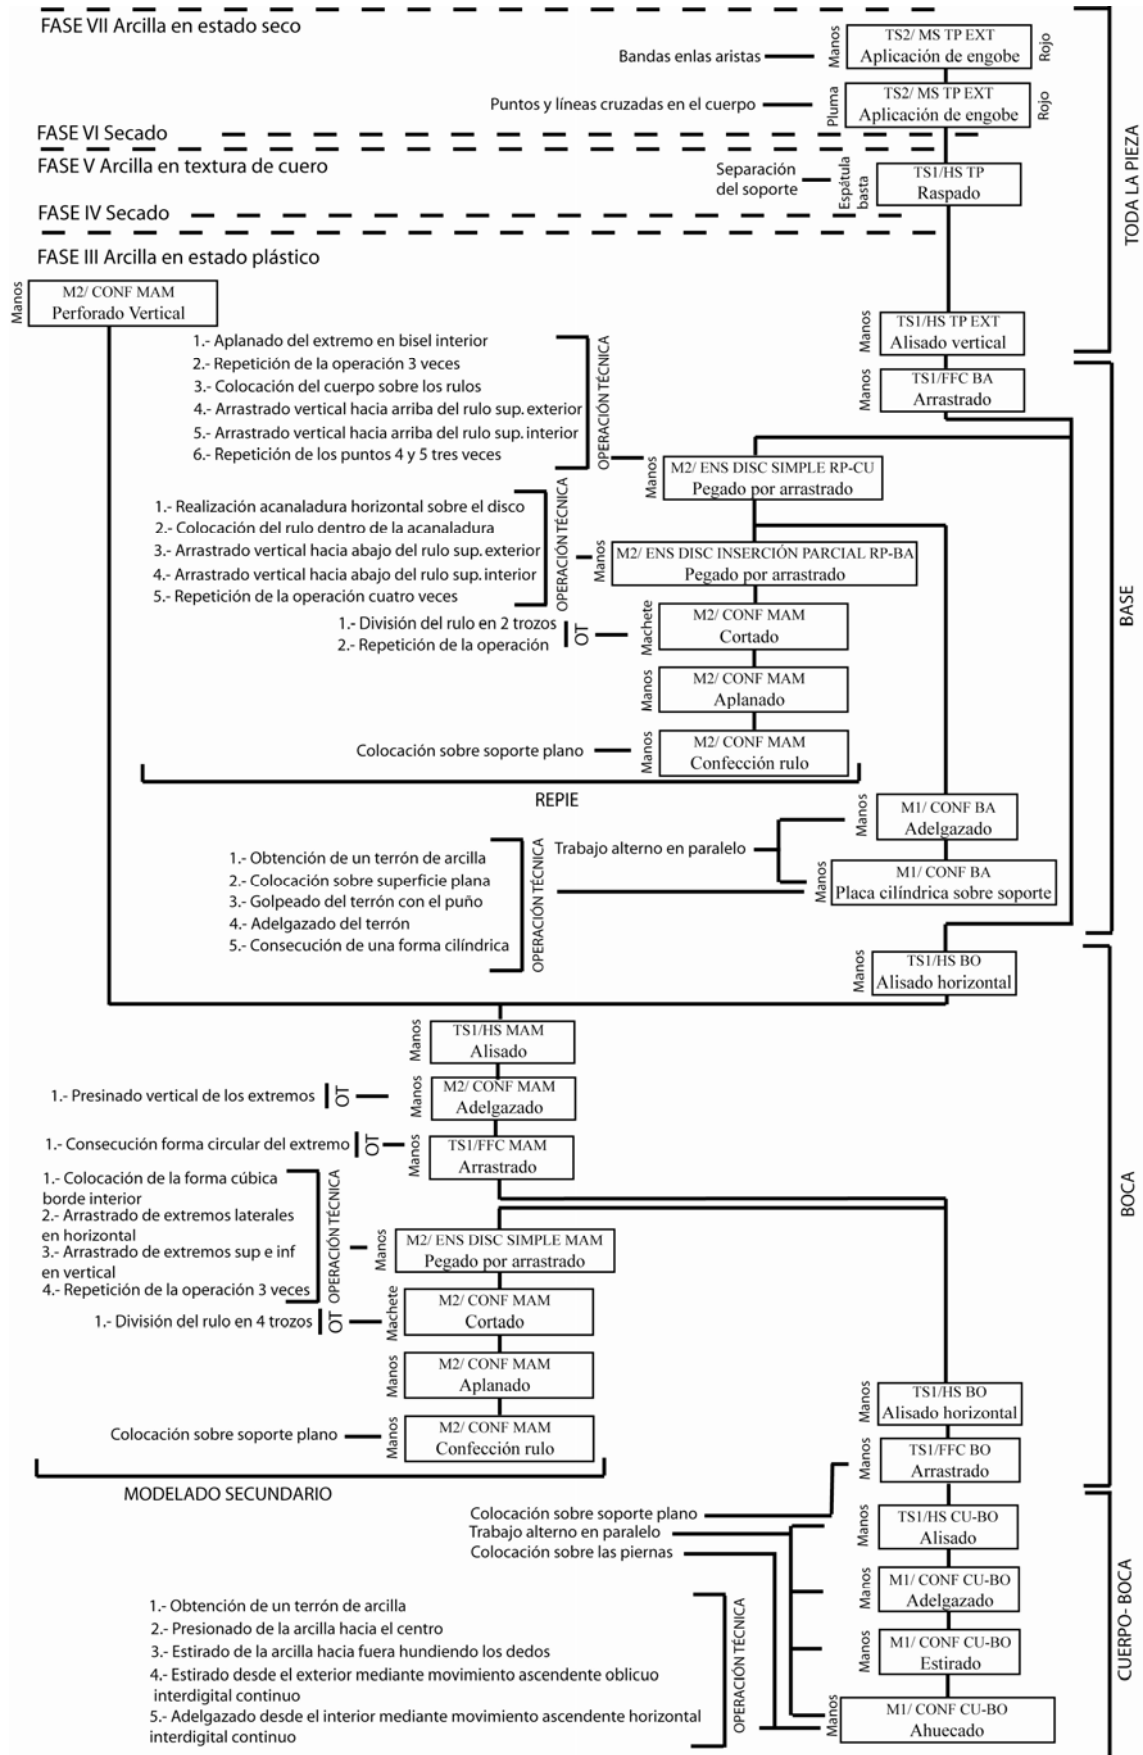 FASE VII Arcilla en estado seco
Bandas enlas aristas
Manos
TS2/ MS TP EXT
Aplicación de engobe
Rojo
Puntos y líneas cruzadas en el cuerpo
Pluma
TS2/ MS TP EXT
Aplicación de engobe
Rojo
FASE VI Secado
FASE V Arcilla en textura de cuero
Separación
del soporte
Espátula
basta
TS1/HS TP
Raspado
FASE IV Secado
TODA LA PIEZA
FASE III Arcilla en estado plástico
Manos
M2/ CONF MAM
Perforado Vertical
Manos
TS1/HS TP EXT
Alisado vertical
Manos
TS1/FFC BA
Arrastrado
1.- Aplanado del extremo en bisel interior
2.- Repetición de la operación 3 veces
3.- Colocación del cuerpo sobre los rulos
4.- Arrastrado vertical hacia arriba del rulo sup. exterior
5.- Arrastrado vertical hacia arriba del rulo sup. interior
6.- Repetición de los puntos 4 y 5 tres veces
OPERACIÓN TÉCNICA
Manos
M2/ ENS DISC SIMPLE RP-CU
Pegado por arrastrado
1.- Realización acanaladura horizontal sobre el disco
2.- Colocación del rulo dentro de la acanaladura
3.- Arrastrado vertical hacia abajo del rulo sup. exterior
4.- Arrastrado vertical hacia abajo del rulo sup. interior
5.- Repetición de la operación cuatro veces
OPERACIÓN TÉCNICA
Manos
M2/ ENS DISC INSERCIÓN PARCIAL RP-BA
Pegado por arrastrado
1.- División del rulo en 2 trozos
2.- Repetición de la operación
OT
Machete
M2/ CONF MAM
Cortado
Manos
M2/ CONF MAM
Aplanado
Colocación sobre soporte plano
Manos
M2/ CONF MAM
Confección rulo
REPIE
BASE
Manos
M1/ CONF BA
Adelgazado
Trabajo alterno en paralelo
Manos
M1/ CONF BA
Placa cilíndrica sobre soporte
1.- Obtención de un terrón de arcilla
2.- Colocación sobre superficie plana
3.- Golpeado del terrón con el puño
4.- Adelgazado del terrón
5.- Consecución de una forma cilíndrica
OPERACIÓN TÉCNICA
Manos
TS1/HS BO
Alisado horizontal
Manos
TS1/HS MAM
Alisado
1.- Presinado vertical de los extremos
OT
Manos
M2/ CONF MAM
Adelgazado
1.- Consecución forma circular del extremo
OT
Manos
TS1/FFC MAM
Arrastrado
1.- Colocación de la forma cúbica
borde interior
2.- Arrastrado de extremos laterales
en horizontal
3.- Arrastrado de extremos sup e inf
en vertical
4.- Repetición de la operación 3 veces
OPERACIÓN TÉCNICA
Manos
M2/ ENS DISC SIMPLE MAM
Pegado por arrastrado
1.- División del rulo en 4 trozos
OT
Machete
M2/ CONF MAM
Cortado
Manos
M2/ CONF MAM
Aplanado
Colocación sobre soporte plano
Manos
M2/ CONF MAM
Confección rulo
MODELADO SECUNDARIO
BOCA
Manos
TS1/HS BO
Alisado horizontal
Manos
TS1/FFC BO
Arrastrado
Colocación sobre soporte plano
Trabajo alterno en paralelo
Colocación sobre las piernas
Manos
TS1/HS CU-BO
Alisado
Manos
M1/ CONF CU-BO
Adelgazado
Manos
M1/ CONF CU-BO
Estirado
Manos
M1/ CONF CU-BO
Ahuecado
1.- Obtención de un terrón de arcilla
2.- Presionado de la arcilla hacia el centro
3.- Estirado de la arcilla hacia fuera hundiendo los dedos
4.- Estirado desde el exterior mediante movimiento ascendente oblicuo
interdigital continuo
5.- Adelgazado desde el interior mediante movimiento ascendente horizontal
interdigital continuo
OPERACIÓN TÉCNICA
CUERPO- BOCA